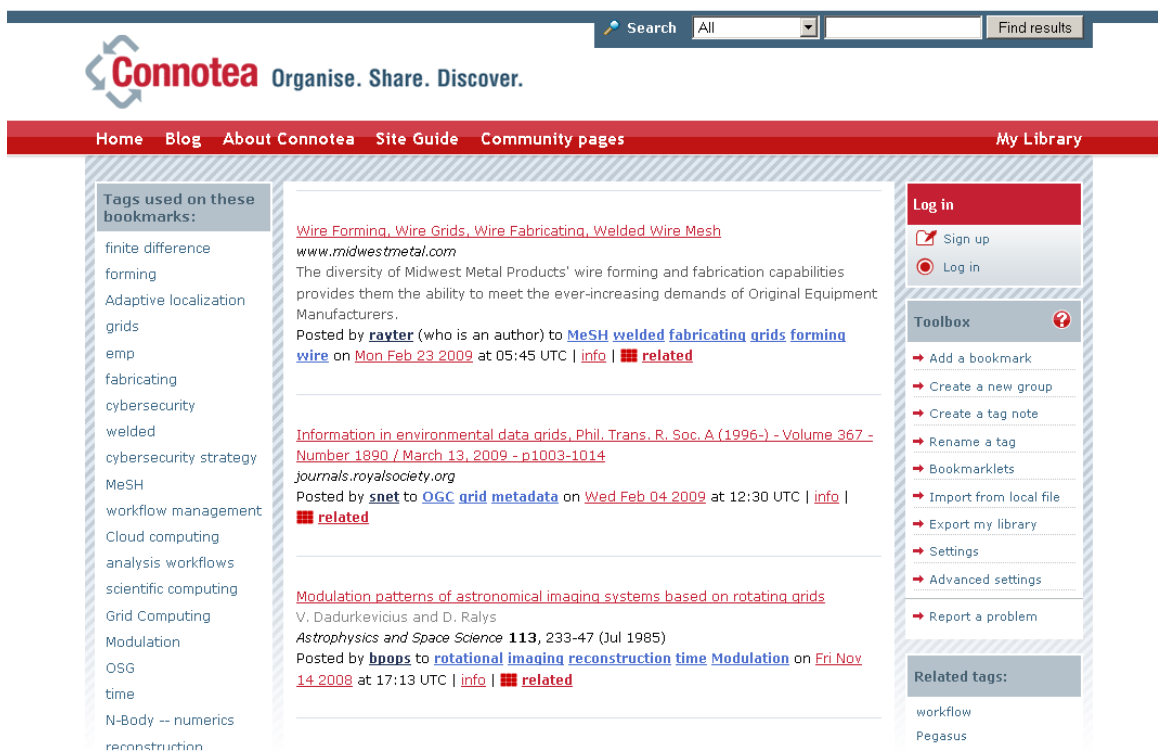 Search All Find results
Connotea Organise. Share. Discover.
Home Blog About Connotea Site Guide Community pages My Library
Tags used on these
bookmarks:
finite difference
forming
Adaptive localization
grids
emp
fabricating
cybersecurity
welded
cybersecurity strategy
MeSH
workflow management
Cloud computing
analysis workflows
scientific computing
Grid Computing
Modulation
OSG
time
N-Body -- numerics
reconstruction
Wire Forming, Wire Grids, Wire Fabricating, Welded Wire Mesh
www.midwestmetal.com
The diversity of Midwest Metal Products' wire forming and fabrication capabilities
provides them the ability to meet the ever-increasing demands of Original Equipment
Manufacturers.
Posted by rayter (who is an author) to MeSH welded fabricating grids forming
wire on Mon Feb 23 2009 at 05:45 UTC | info | related
Information in environmental data grids, Phil. Trans. R. Soc. A (1996-) - Volume 367 -
Number 1890 / March 13, 2009 - p1003-1014
journals.royalsociety.org
Posted by snet to OGC grid metadata on Wed Feb 04 2009 at 12:30 UTC | info |
related
Modulation patterns of astronomical imaging systems based on rotating grids
V. Dadurkevicius and D. Ralys
Astrophysics and Space Science 113, 233-47 (Jul 1985)
Posted by bpops to rotational imaging reconstruction time Modulation on Fri Nov
14 2008 at 17:13 UTC | info | related
Log in
Sign up
Log in
Toolbox ?
Add a bookmark
Create a new group
Create a tag note
Rename a tag
Bookmarklets
Import from local file
Export my library
Settings
Advanced settings
Report a problem
Related tags:
workflow
Pegasus